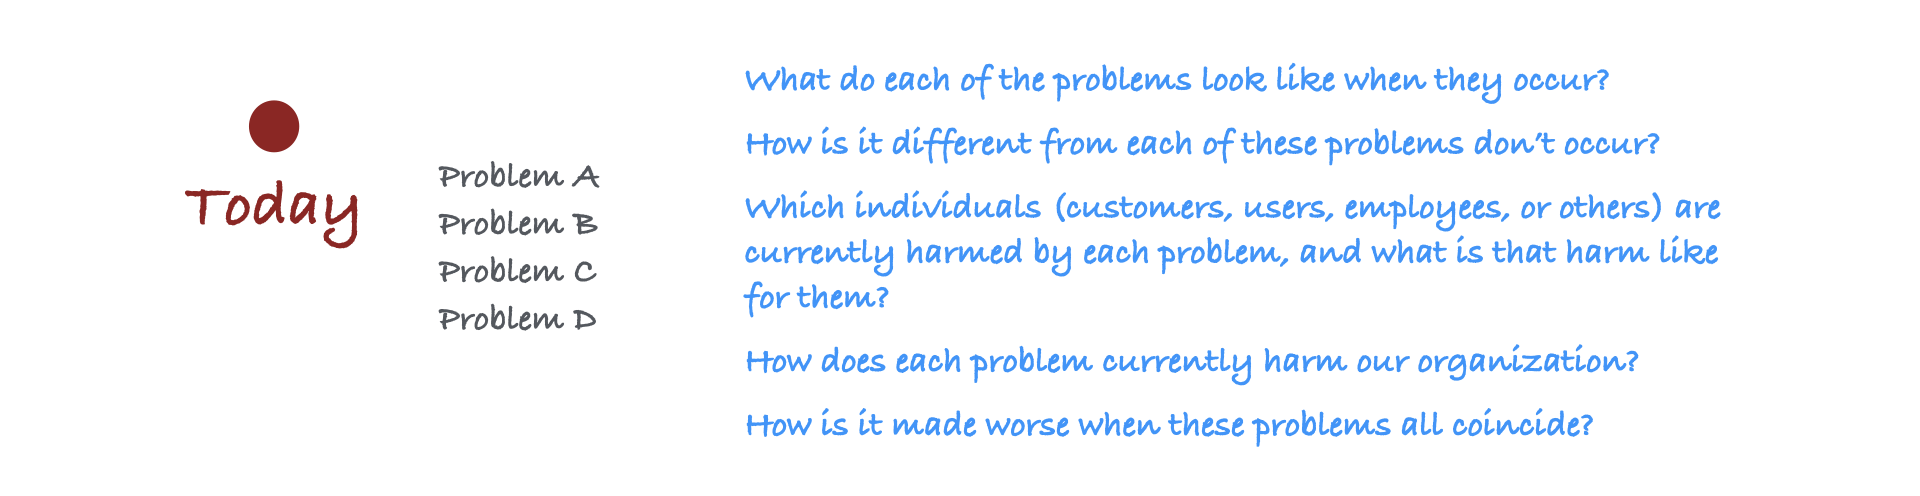 Today
Problem A
Problem B
Problem C
Problem D
What do each of the problems look like when they occur?
How is it different from each of these problems don't occur?
Which individuals (customers, users, employees, or others) are
currently harmed by each problem, and what is that harm like
for them?
How does each problem currently harm our organization?
How is it made worse when these problems all coincide?